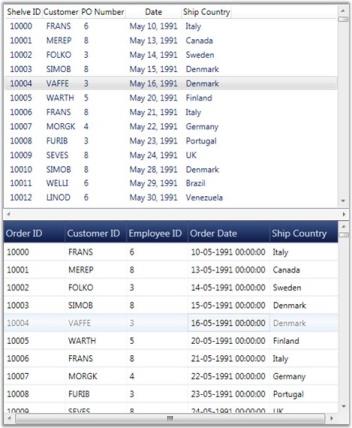 Shelve ID Customer PO Number Date Ship Country
10000 FRANS 6 May 10, 1991 Italy
10001 MEREP 8 May 13, 1991 Canada
10002 FOLKO 3 May 14, 1991 Sweden
10003 SIMOB 8 May 15, 1991 Denmark
10004 VAFFE 3 May 16, 1991 Denmark
10005 WARTH 5 May 20, 1991 Finland
10006 FRANS 8 May 21, 1991 Italy
10007 MORGK 4 May 22, 1991 Germany
10008 FURIB 3 May 23, 1991 Portugal
10009 SEVES 8 May 24, 1991 UK
10010 SIMOB 8 May 28, 1991 Denmark
10011 WELLI 6 May 29, 1991 Brazil
10012 LINOD 6 May 30, 1991 Venezuela
Order ID Customer ID Employee ID Order Date Ship Country
10000 FRANS 6 10-05-1991 00:00:00 Italy
10001 MEREP 8 13-05-1991 00:00:00 Canada
10002 FOLKO 3 14-05-1991 00:00:00 Sweden
10003 SIMOB 8 15-05-1991 00:00:00 Denmark
10004 VAFFE 3 16-05-1991 00:00:00 Denmark
10005 WARTH 5 20-05-1991 00:00:00 Finland
10006 FRANS 8 21-05-1991 00:00:00 Italy
10007 MORGK 4 22-05-1991 00:00:00 Germany
10008 FURIB 3 23-05-1991 00:00:00 Portugal
10009 SEVES 8 24-05-1991 00:00:00 UK